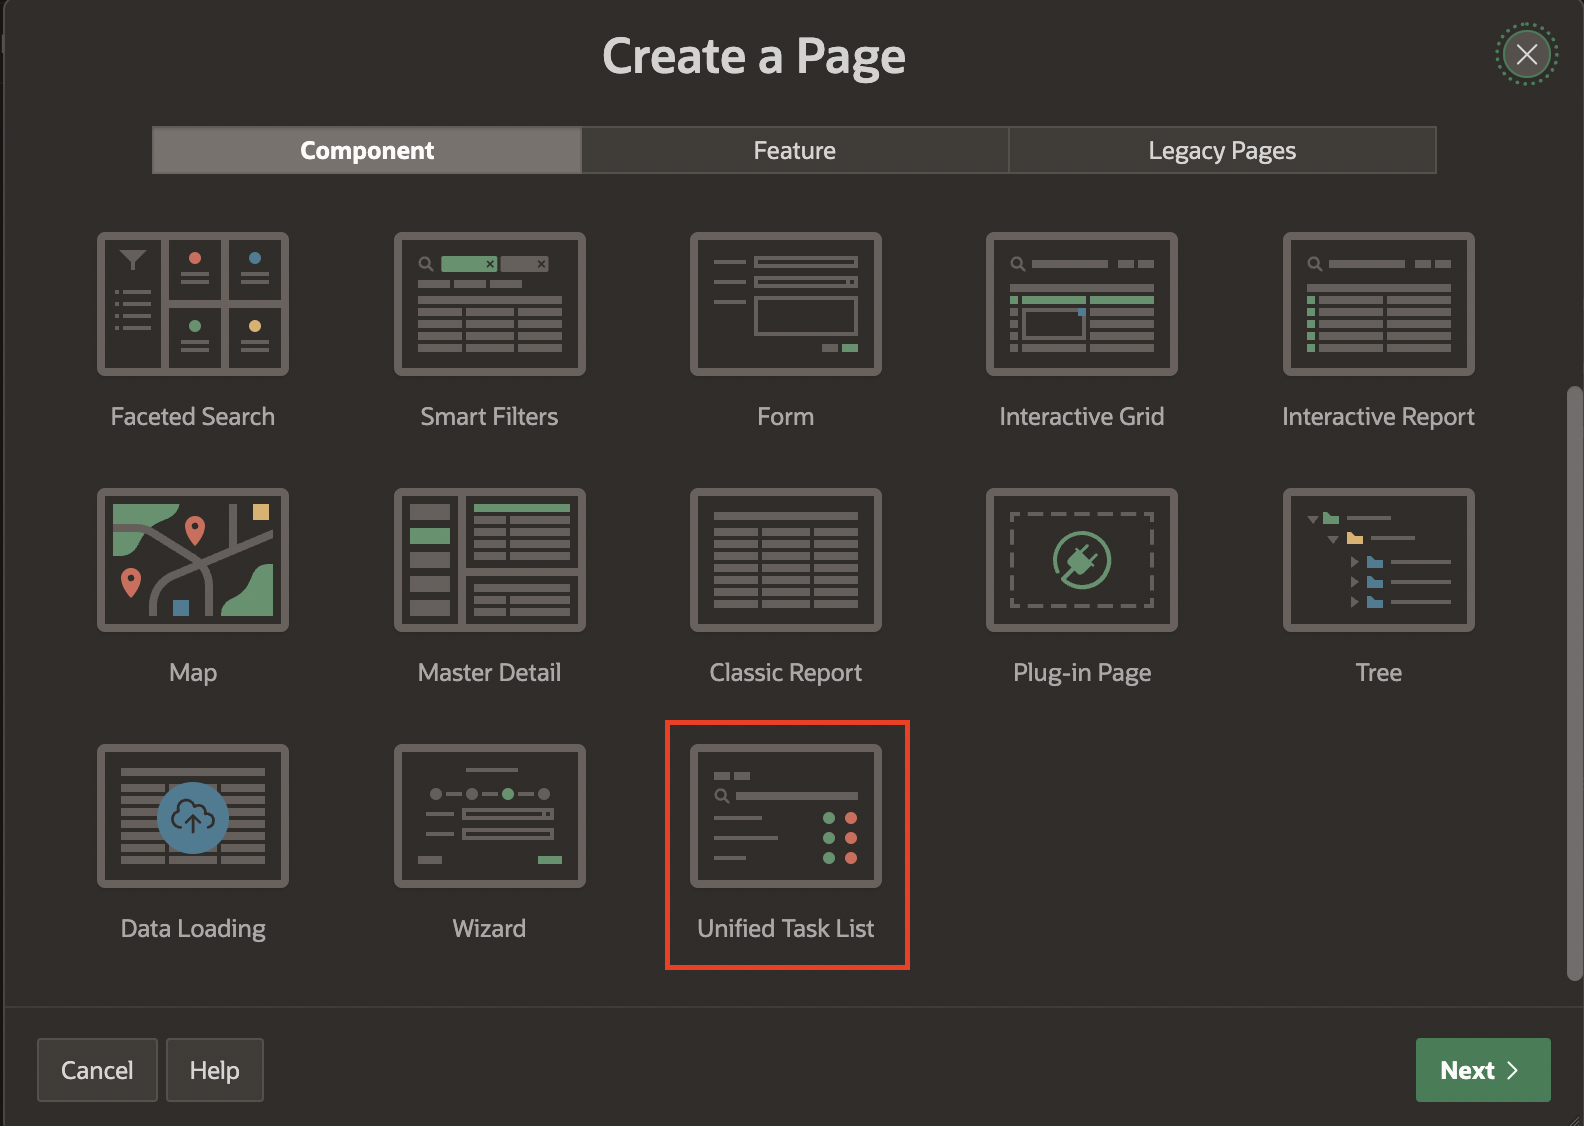 Create a Page
Component
Feature
Legacy Pages
Faceted Search
Smart Filters
Form
Interactive Grid
Interactive Report
Map
Master Detail
Classic Report
Plug-in Page
Tree
Data Loading
Wizard
Unified Task List
Cancel
Help
Next